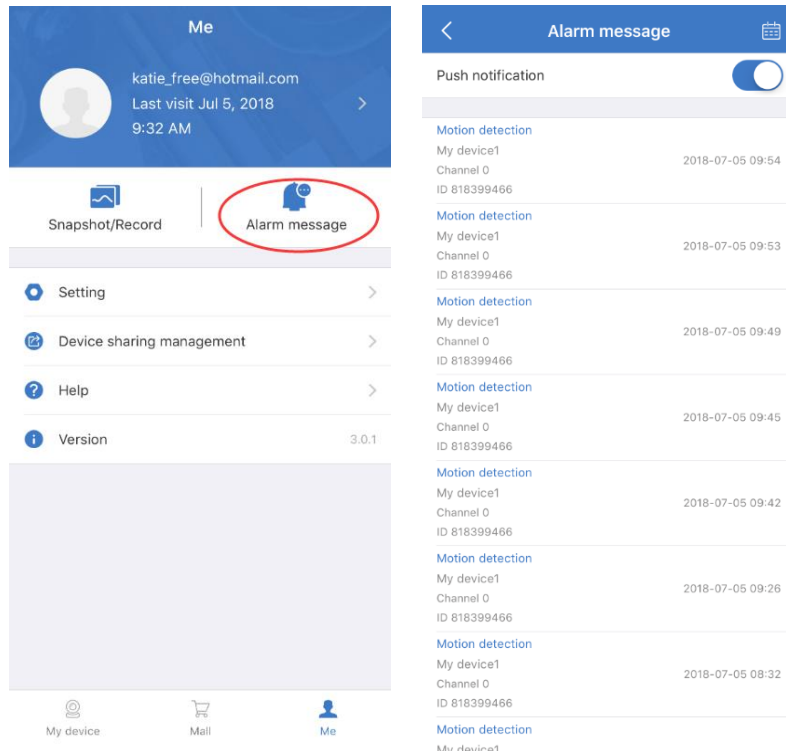 Me
katie_free@hotmail.com
Last visit Jul 5, 2018
9:32 AM
Snapshot/Record
Alarm message
Setting
Device sharing management
Help
Version
3.0.1
My device
Mall
Me
Alarm message
Push notification
Motion detection
My device1
Channel 0
ID 818399466
2018-07-05 09:54
Motion detection
My device1
Channel 0
ID 818399466
2018-07-05 09:53
Motion detection
My device1
Channel 0
ID 818399466
2018-07-05 09:49
Motion detection
My device1
Channel 0
ID 818399466
2018-07-05 09:45
Motion detection
My device1
Channel 0
ID 818399466
2018-07-05 09:42
Motion detection
My device1
Channel 0
ID 818399466
2018-07-05 09:26
Motion detection
My device1
Channel 0
ID 818399466
2018-07-05 08:32
Motion detection
My device1